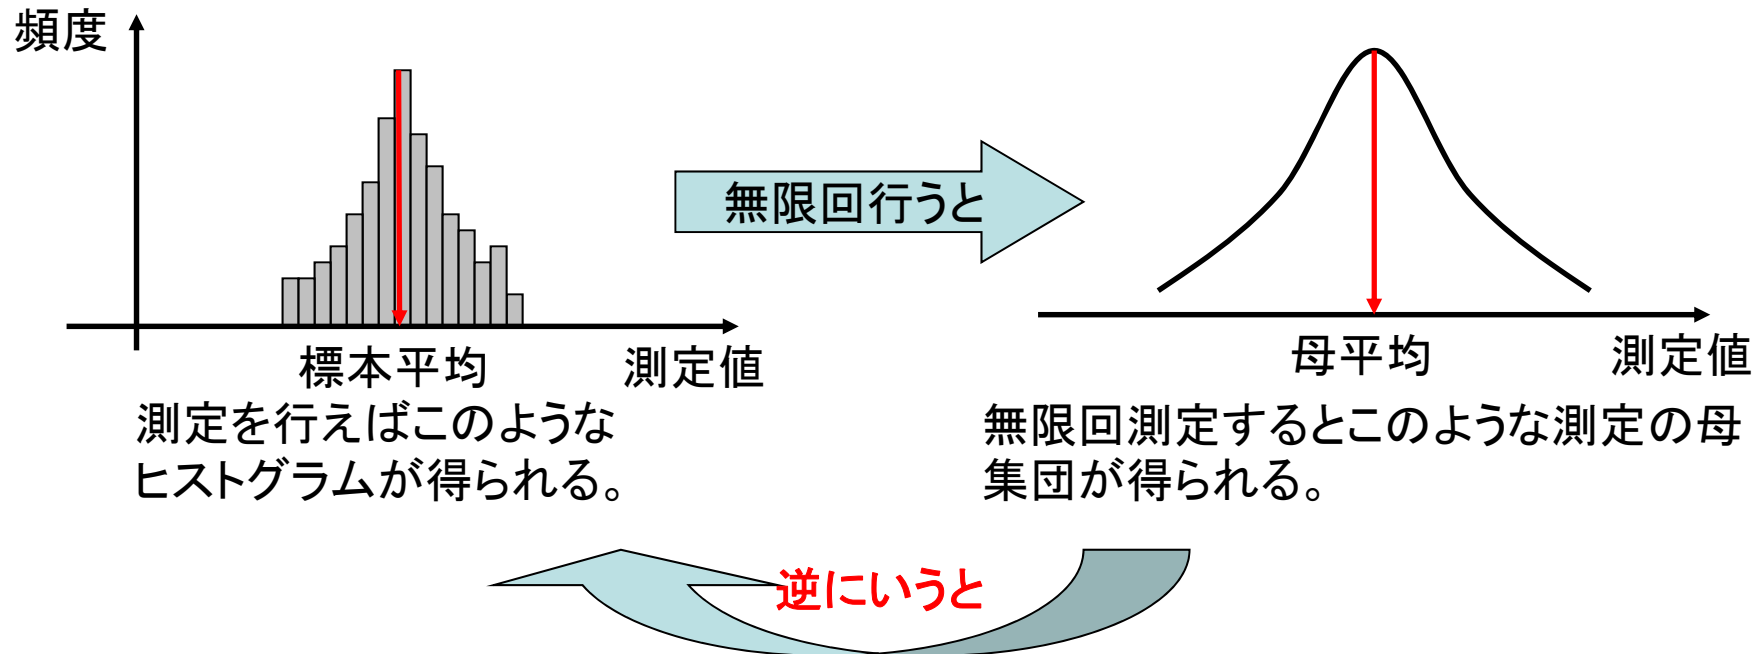 頻度
無限回行うと
標本平均
測定値
母平均
測定値
測定を行えばこのような
ヒストグラムが得られる。
無限回測定するとこのような測定の母
集団が得られる。
逆にいうと